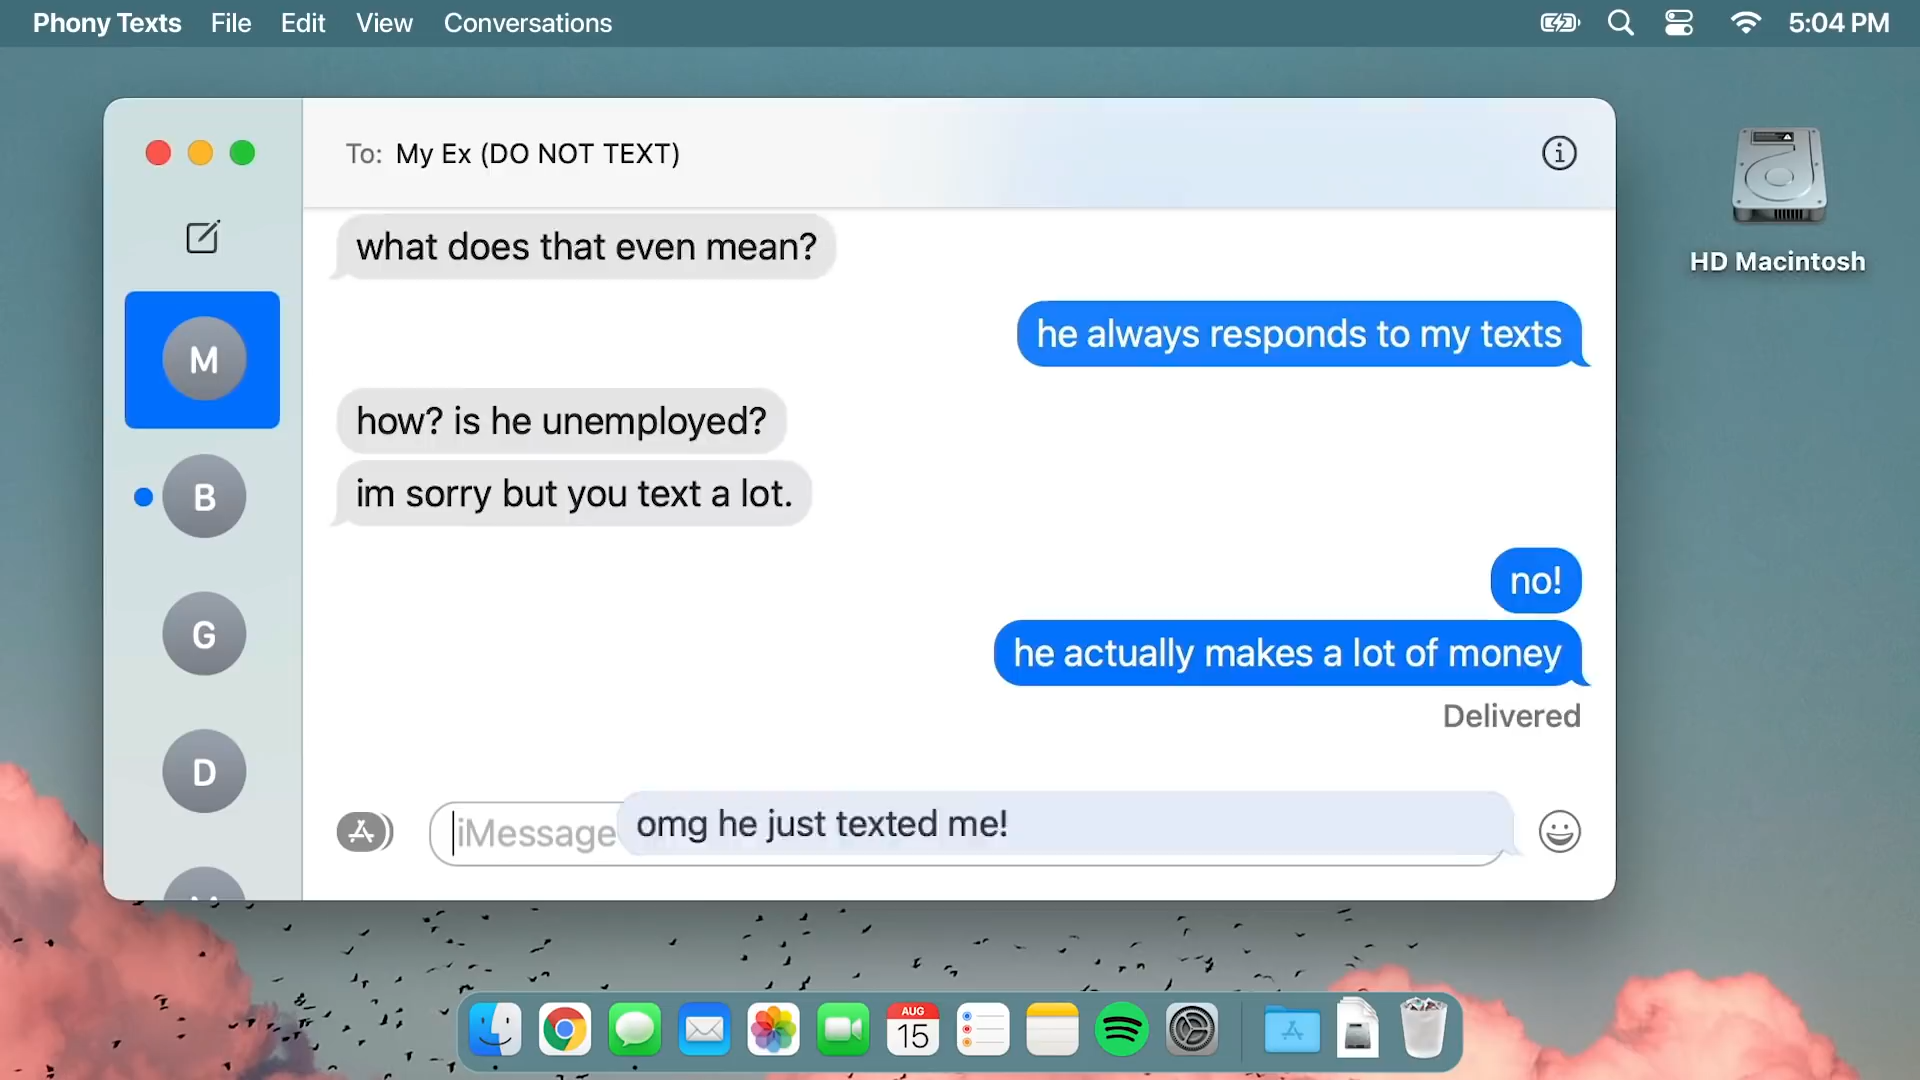 Phony Texts File Edit View Conversations 5:04 PM
To: My Ex (DO NOT TEXT)
HD Macintosh
what does that even mean?
he always responds to my texts
M
how? is he unemployed?
im sorry but you text a lot.
B
no!
G
he actually makes a lot of money
Delivered
D
iMessage
omg he just texted me!
AUG
15